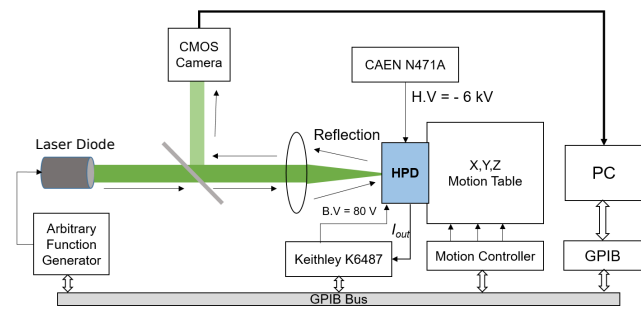 CMOS
Camera
CAEN N471A
H.V = - 6 kV
Laser Diode
Reflection
HPD
X,Y,Z
Motion Table
PC
B.V = 80 V
Iout
Arbitrary
Function
Generator
Keithley K6487
Motion Controller
GPIB
GPIB Bus